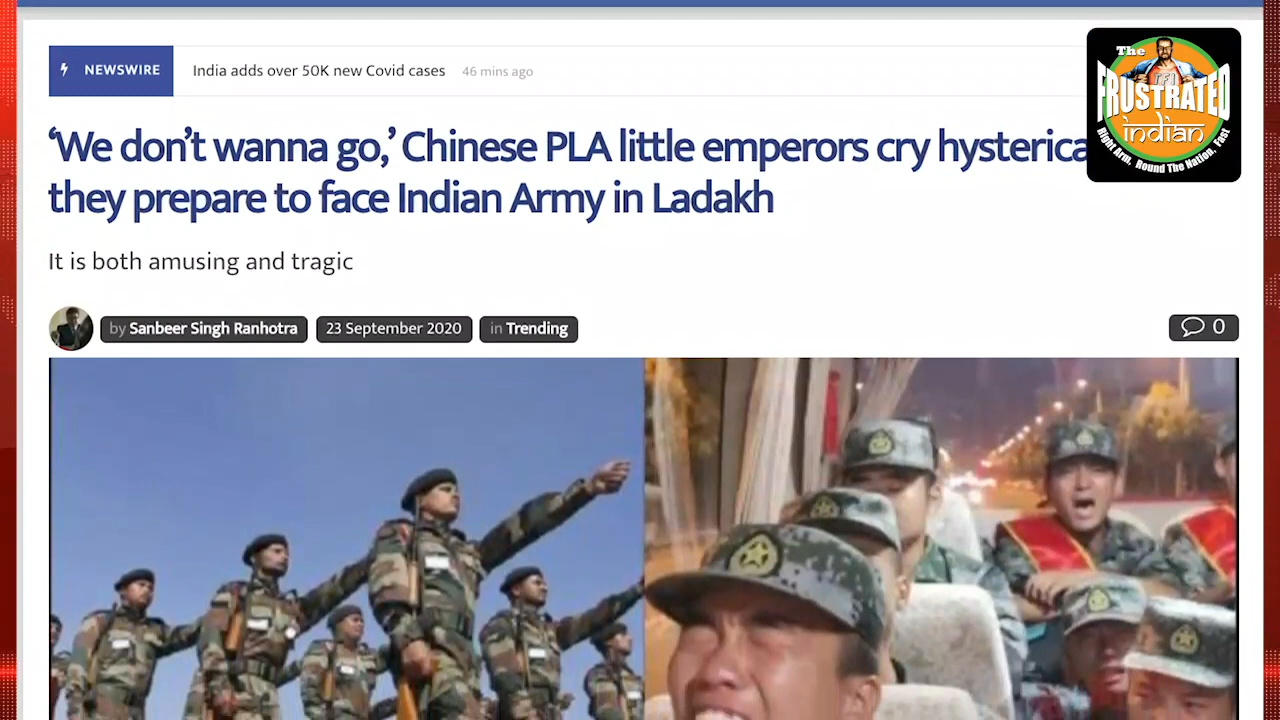 NEWSWIRE India adds over 50K new Covid cases 46 mins ago
The
TFI
FRUSTRATED
indian
Right Arm, Round The Nation, Fast
‘We don’t wanna go,’ Chinese PLA little emperors cry hysterica
they prepare to face Indian Army in Ladakh
It is both amusing and tragic
by Sanbeer Singh Ranhotra 23 September 2020 in Trending 0